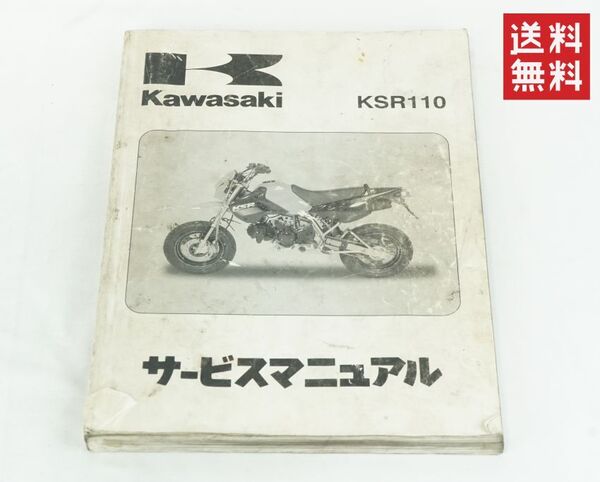 送料
無料
Kawasaki
KSR110
サービスマニュアル